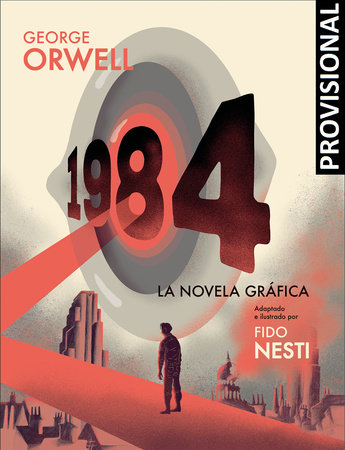 GEORGE
ORWELL
PROVISIONAL
1984
LA NOVELA GRÁFICA
Adaptado
e ilustrado por
FIDO
NESTI